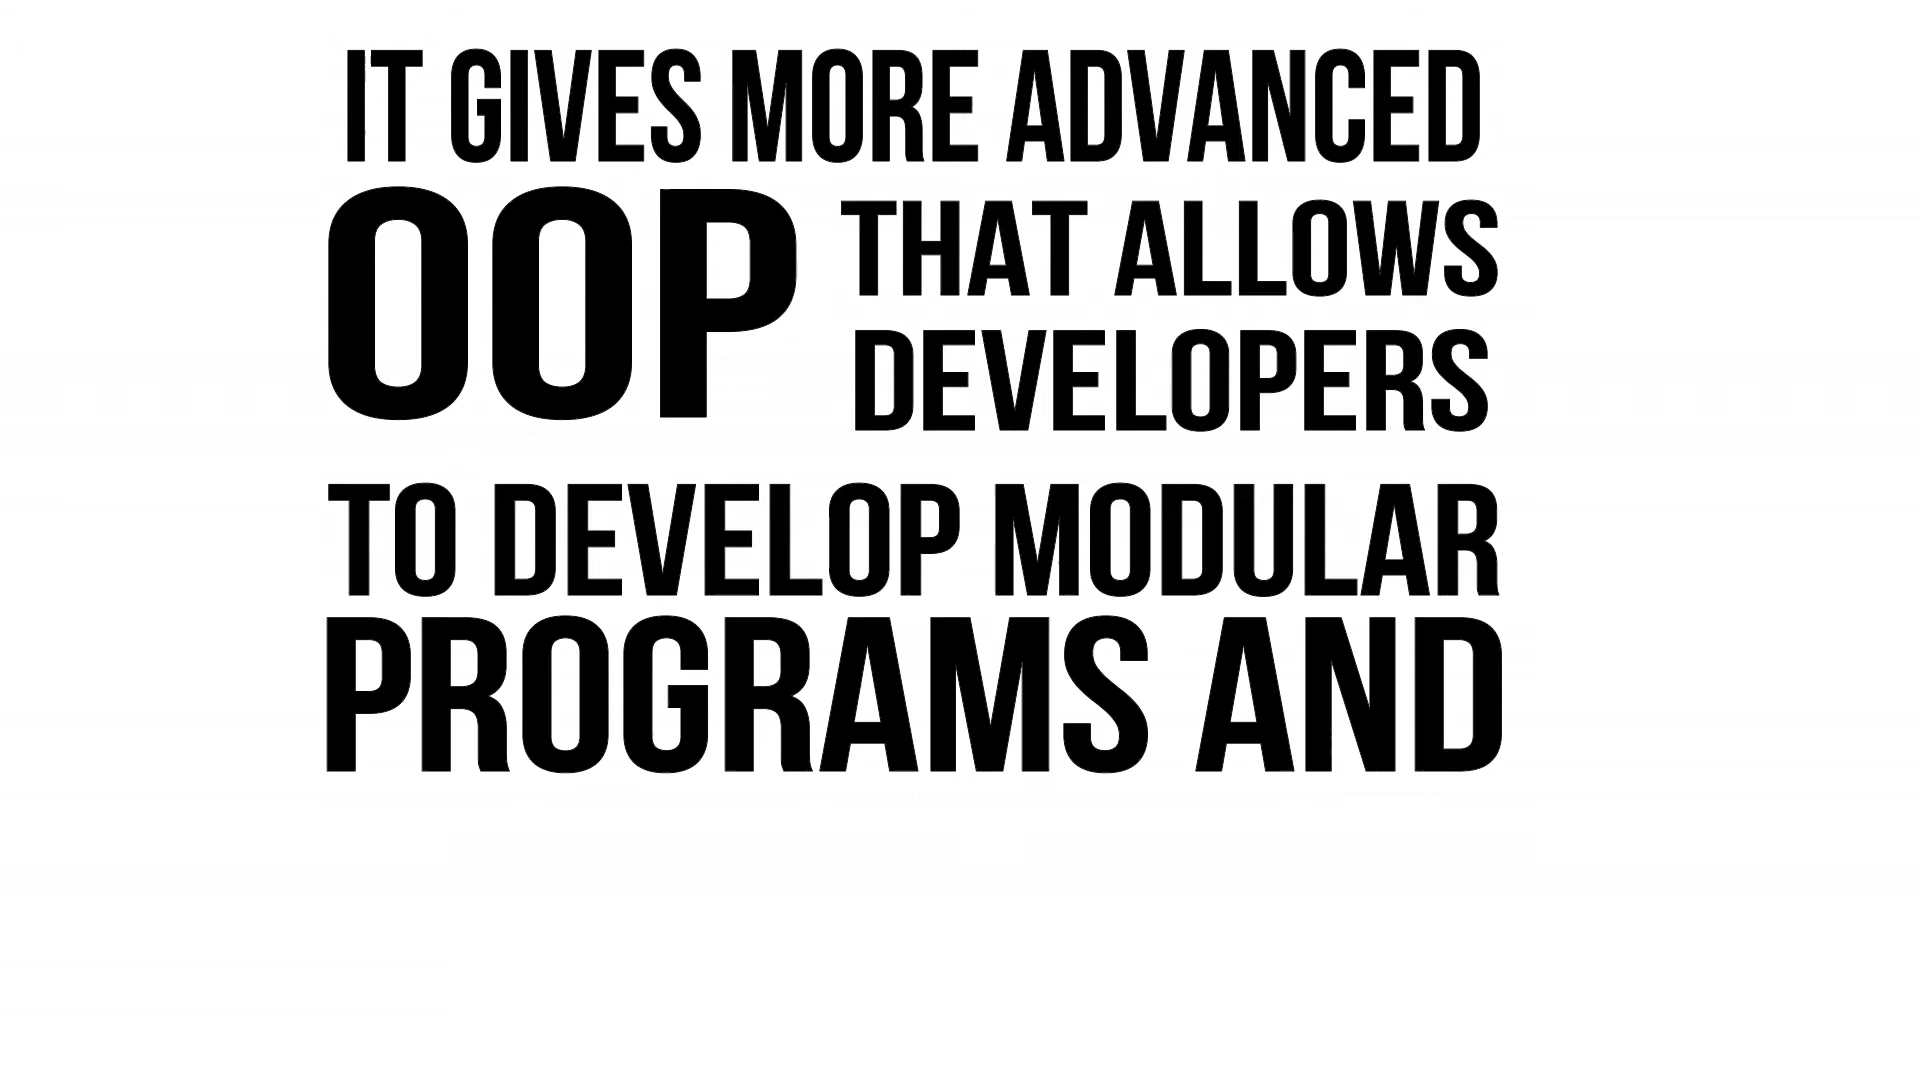 IT GIVES MORE ADVANCED
OOP THAT ALLOWS
DEVELOPERS
TO DEVELOP MODULAR
PROGRAMS AND